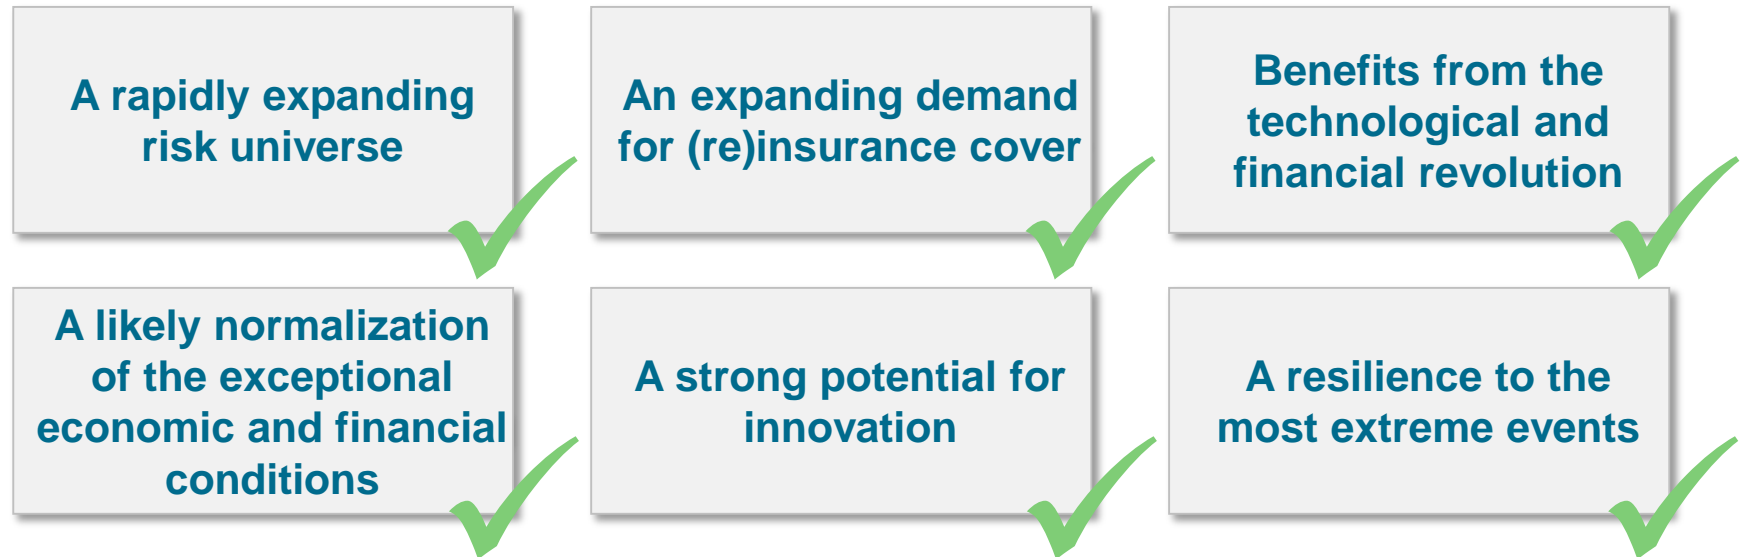 A rapidly expanding
risk universe
An expanding demand
for (re)insurance cover
Benefits from the
technological and
financial revolution
A likely normalization
of the exceptional
economic and financial
conditions
A strong potential for
innovation
A resilience to the
most extreme events